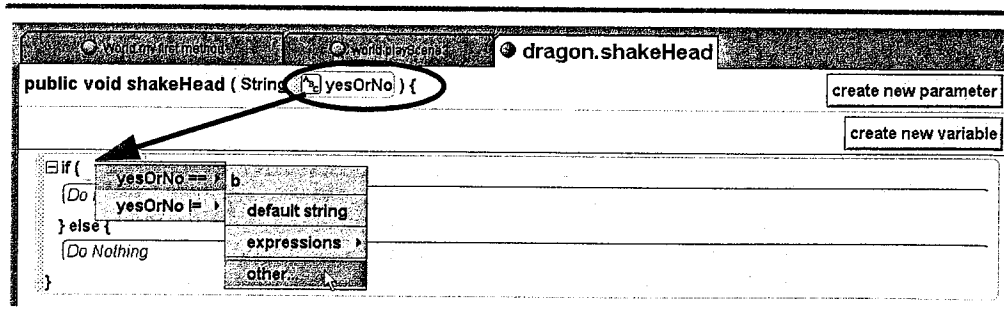 World.my first method world.playScene dragon.shakeHead
public void shakeHead ( String yesOrNo ) {
create new parameter
create new variable
if (
yesOrNo ==
b
[Do
yesOrNo !=
default string
} else {
expressions
[Do Nothing
other...
}